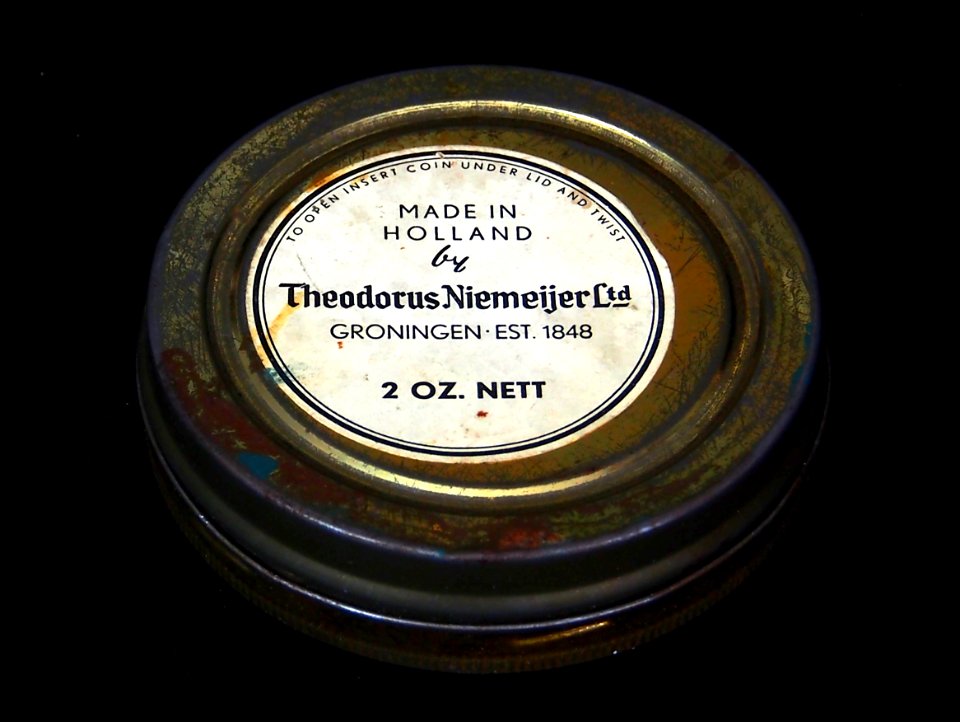 TO OPEN INSERT COIN UNDER LID AND TWIST
MADE IN
HOLLAND
by
Theodorus Niemeijer Ltd
GRONINGEN · EST. 1848
2 OZ. NETT